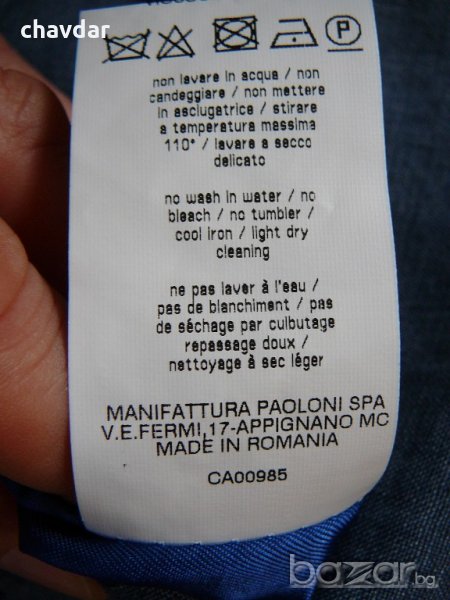 chavdar
P
non lavare in acqua / non
candeggiare / non mettere
in asciugatrice / stirare
a temperatura massima
110° / lavare a secco
delicato
no wash in water / no
bleach / no tumbler /
cool iron / light dry
cleaning
ne pas laver à l'eau /
pas de blanchiment / pas
de séchage par culbutage
repassage doux /
nettoyage à sec léger
MANIFATTURA PAOLONI SPA
V.E.FERMI,17-APPIGNANO MC
MADE IN ROMANIA
CA00985
bazar.bg